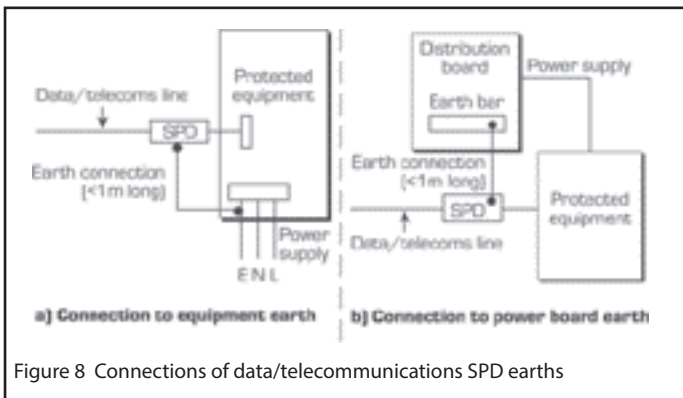 Data/telecoms line
SPD
Protected
equipment
Earth connection
(<1m long)
Power
supply
E N L
a) Connection to equipment earth
Distribution
board
Earth bar
Power supply
Earth connection
(<1m long)
SPD
Protected
equipment
Data/telecoms line
b) Connection to power board earth
Figure 8 Connections of data/telecommunications SPD earths